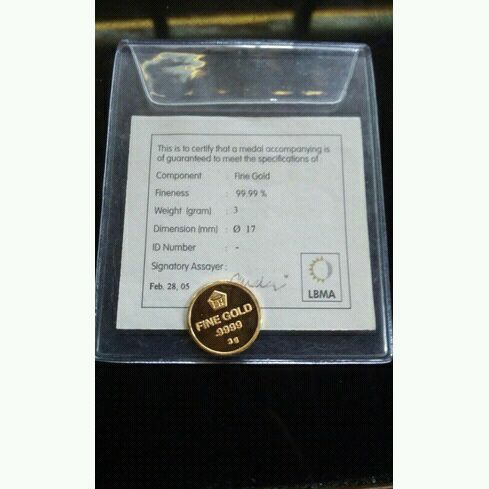 This is to certify that a medal accompanying is
of guaranteed to meet the specifications of
Component : Fine Gold
Fineness : 99.99 %
Weight (gram) : 3
Dimension (mm) : Ø 17
ID Number : -
Signatory Assayer :
Feb. 28, 05
LBMA
FINE GOLD
.9999
3 g